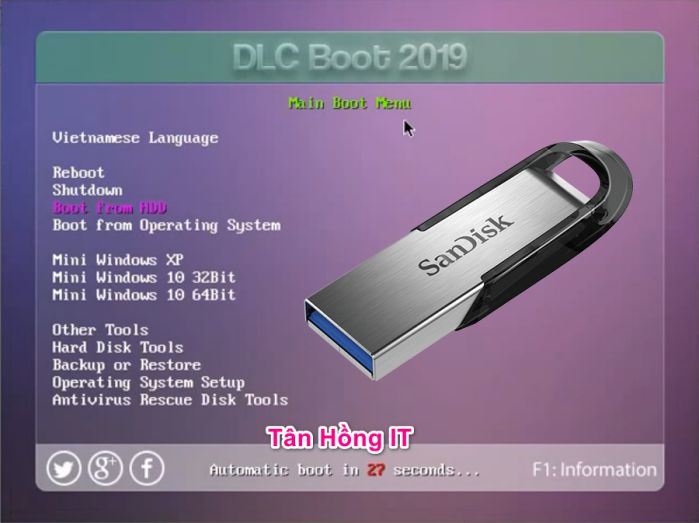 DLC Boot 2019
Main Boot Menu
Vietnamese Language
Reboot
Shutdown
Boot from HDD
Boot from Operating System
Mini Windows XP
Mini Windows 10 32Bit
Mini Windows 10 64Bit
Other Tools
Hard Disk Tools
Backup or Restore
Operating System Setup
Antivirus Rescue Disk Tools
SanDisk
Tân Hồng IT
g+ f
Automatic boot in 27 seconds...
F1: Information